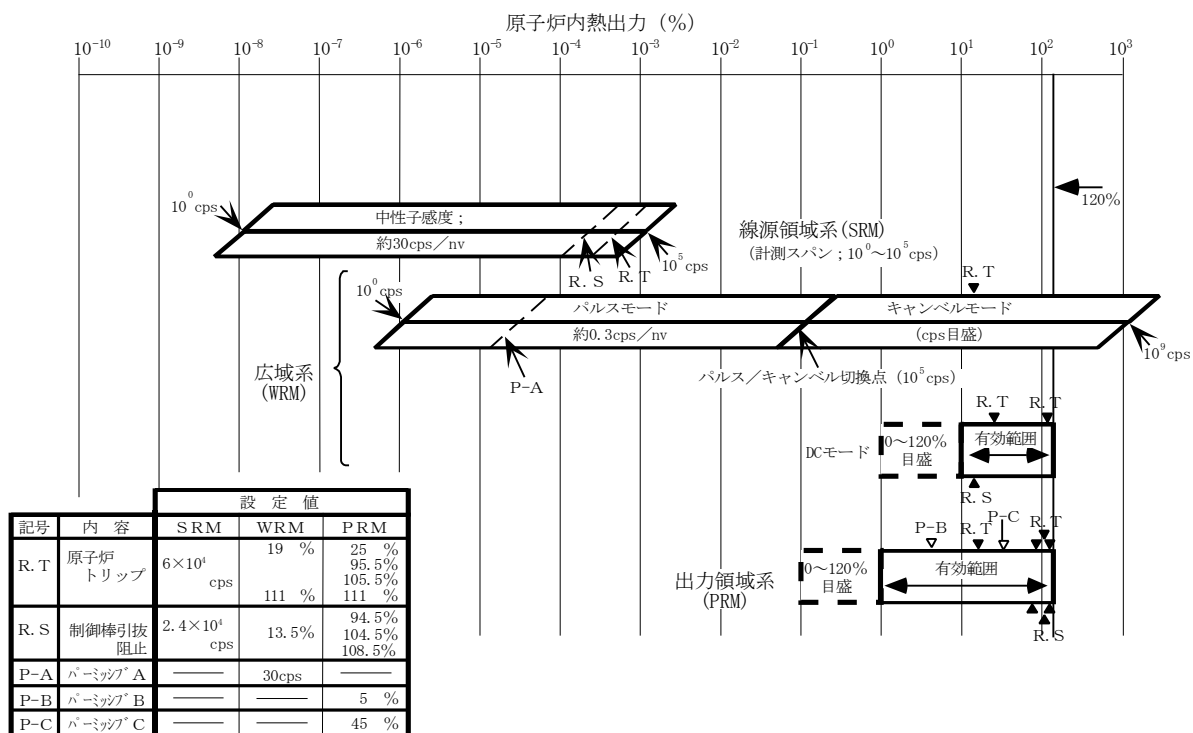 原子炉内熱出力 (%)
10⁻¹⁰ 10⁻⁹ 10⁻⁸ 10⁻⁷ 10⁻⁶ 10⁻⁵ 10⁻⁴ 10⁻³ 10⁻² 10⁻¹ 10⁰ 10¹ 10² 10³
120%
10⁰cps
中性子感度；
約30cps／nv
R.S
R.T
10⁵cps
線源領域系(SRM)
(計測スパン；10⁰～10⁵cps)
R.T
10⁰cps
パルスモード
キャンベルモード
約0.3cps／nv
(cps目盛)
10⁹cps
P-A
パルス／キャンベル切換点 (10⁵cps)
広域系
(WRM)
R.T
R.T
DCモード
0～120%
目盛
有効範囲
R.S
P-B
R.T
P-C
R.T
出力領域系
(PRM)
0～120%
目盛
有効範囲
R.S
設 定 値
記号 内 容 SRM WRM PRM
R.T 原子炉トリップ 6×10⁴cps 19 % 25 %
95.5%
105.5%
111 % 111 %
R.S 制御棒引抜阻止 2.4×10⁴cps 13.5% 94.5%
104.5%
108.5%
P-A パーミッシブA ―― 30cps ――
P-B パーミッシブB ―― ―― 5 %
P-C パーミッシブC ―― ―― 45 %